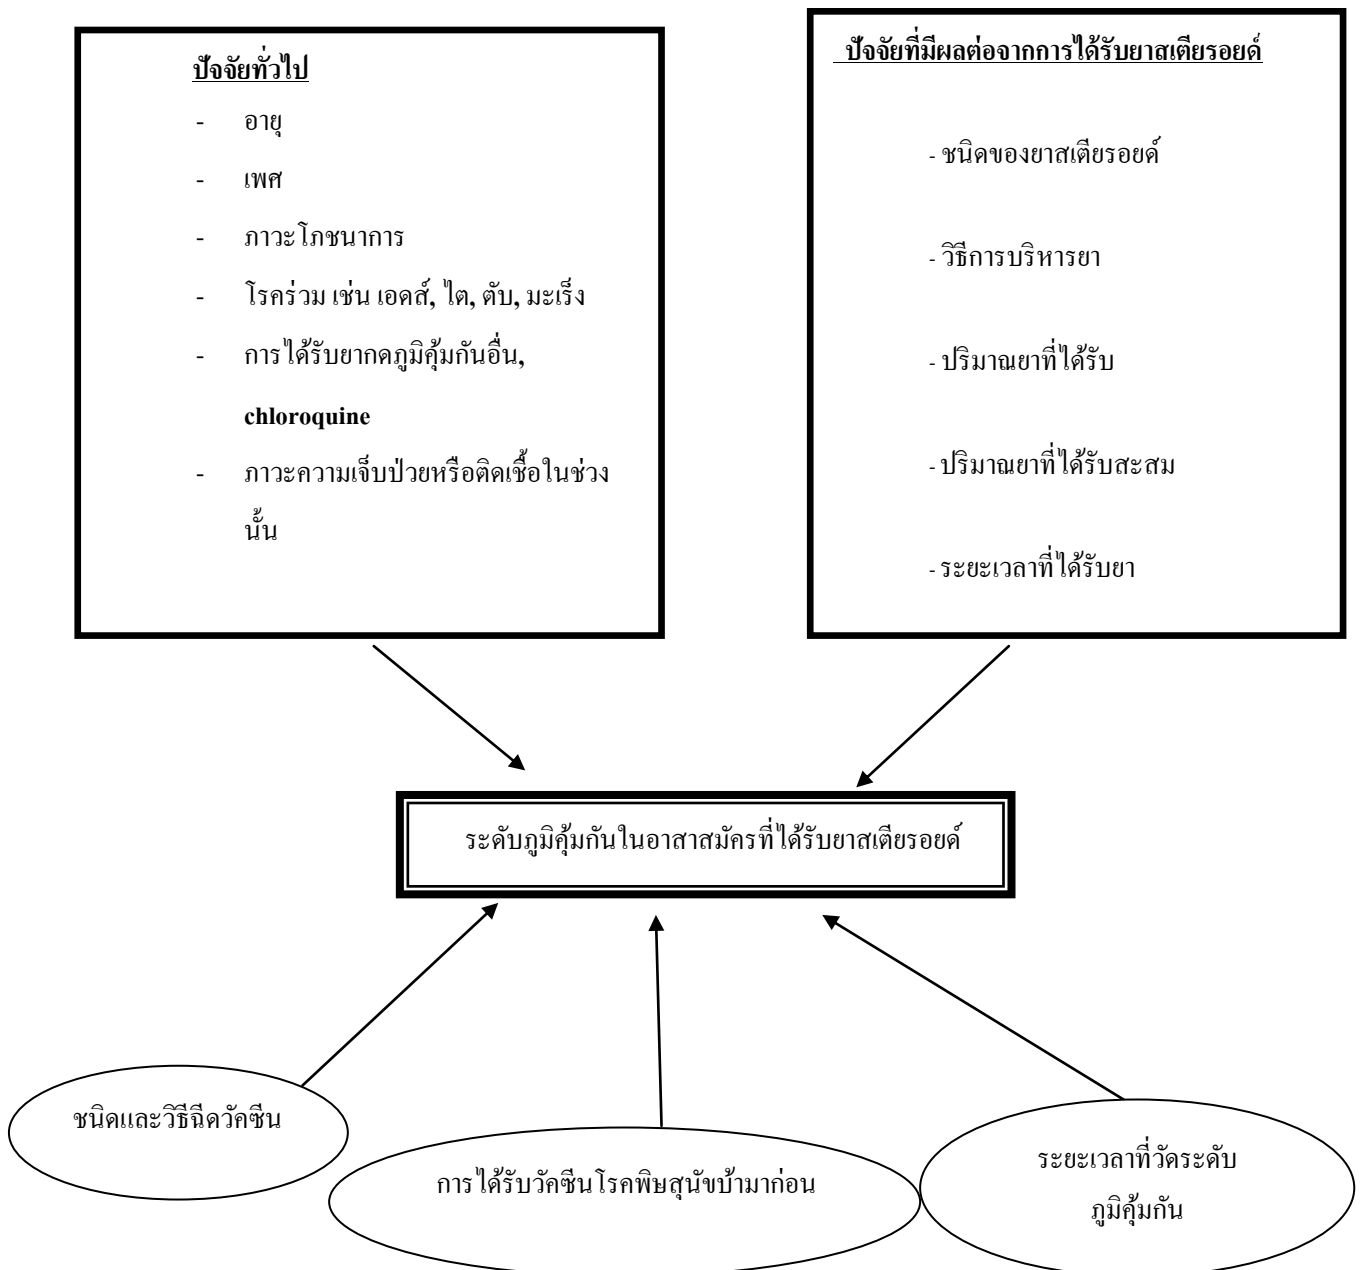 ปัจจัยทั่วไป
- อายุ
- เพศ
- ภาวะโภชนาการ
- โรคร่วม เช่น เอดส์, ไต, ตับ, มะเร็ง
- การได้รับยากดภูมิคุ้มกันอื่น,
chloroquine
- ภาวะความเจ็บป่วยหรือติดเชื้อในช่วง
นั้น
ปัจจัยที่มีผลต่อจากการได้รับยาสเตียรอยด์
- ชนิดของยาสเตียรอยด์
- วิธีการบริหารยา
- ปริมาณยาที่ได้รับ
- ปริมาณยาที่ได้รับสะสม
- ระยะเวลาที่ได้รับยา
ระดับภูมิคุ้มกันในอาสาสมัครที่ได้รับยาสเตียรอยด์
ชนิดและวิธีฉีดวัคซีน
การได้รับวัคซีนโรคพิษสุนัขบ้ามาก่อน
ระยะเวลาที่วัดระดับ
ภูมิคุ้มกัน